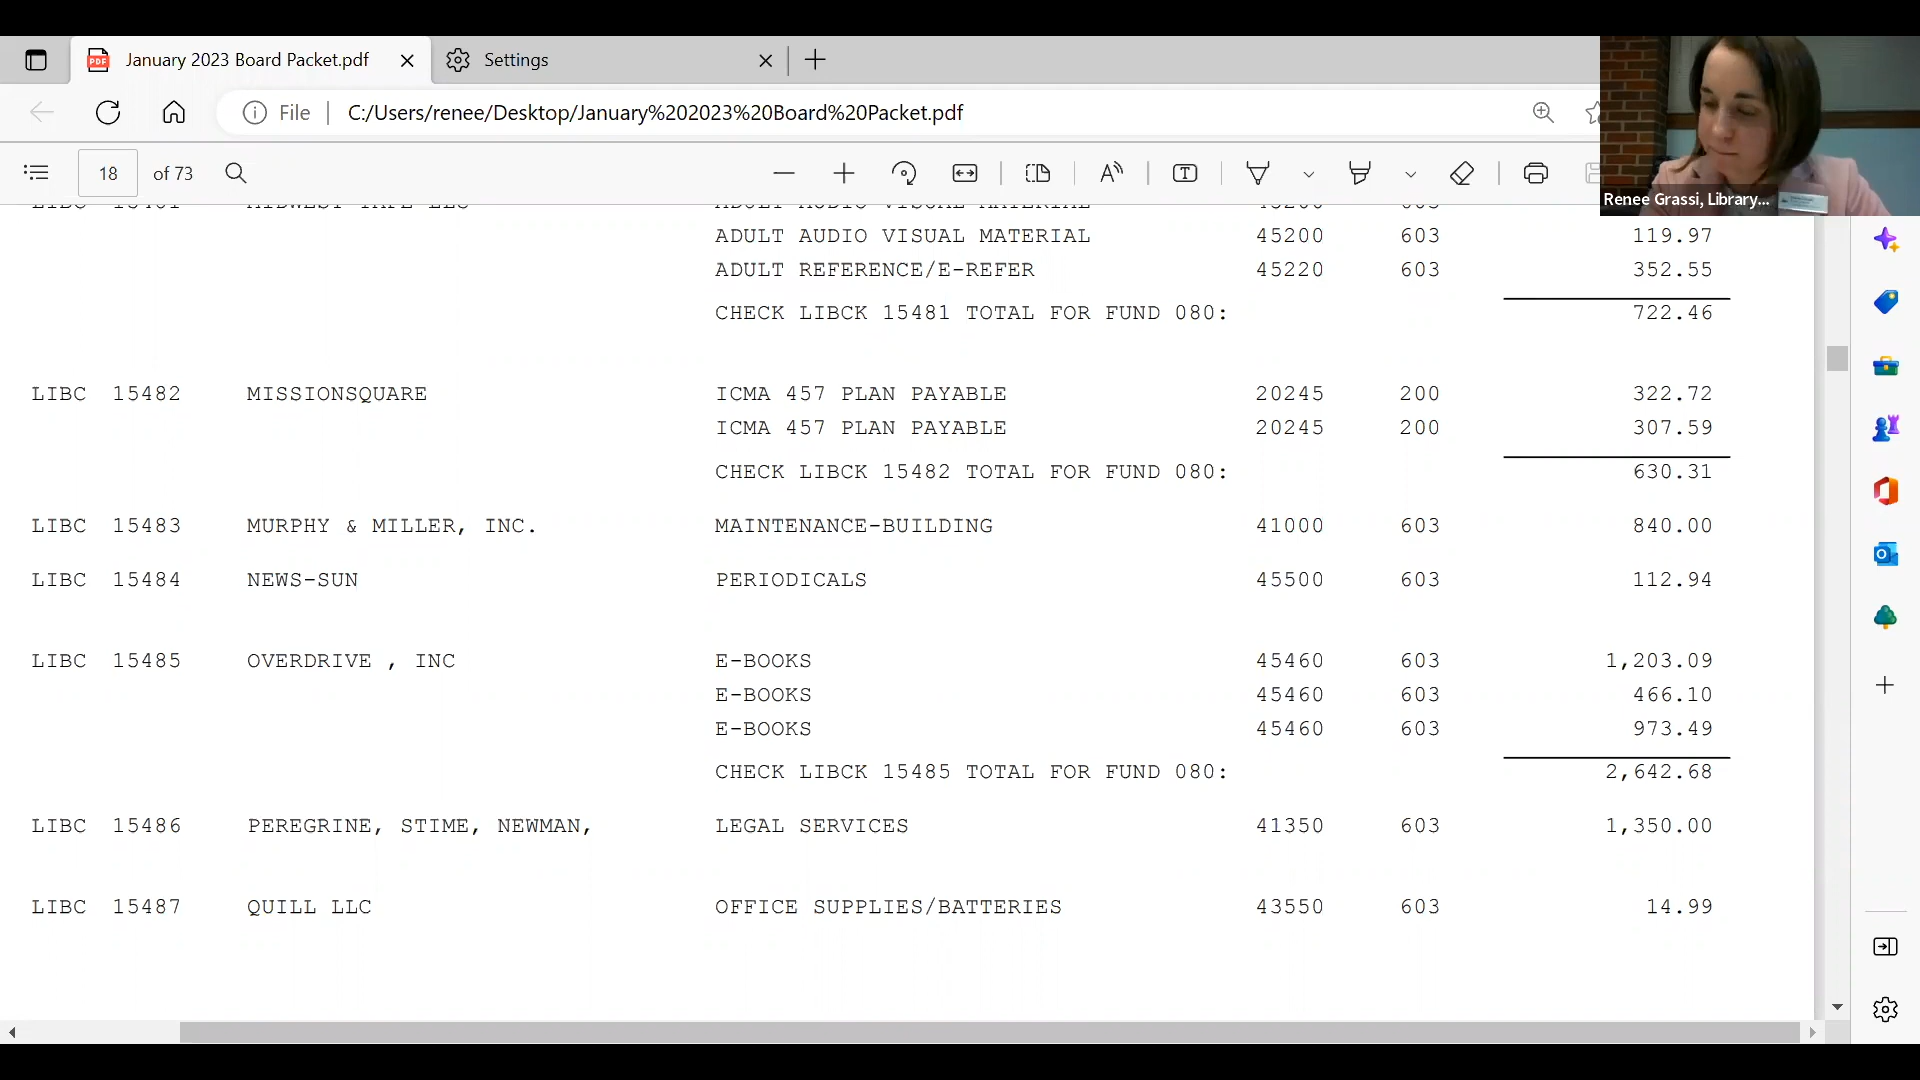 January 2023 Board Packet.pdf
Settings
File
C:/Users/renee/Desktop/January%202023%20Board%20Packet.pdf
18 of 73
Renee Grassi, Library...
ADULT AUDIO VISUAL MATERIAL 45200 603 119.97
ADULT REFERENCE/E-REFER 45220 603 352.55
CHECK LIBCK 15481 TOTAL FOR FUND 080: 722.46
LIBC 15482 MISSIONSQUARE ICMA 457 PLAN PAYABLE 20245 200 322.72
ICMA 457 PLAN PAYABLE 20245 200 307.59
CHECK LIBCK 15482 TOTAL FOR FUND 080: 630.31
LIBC 15483 MURPHY & MILLER, INC. MAINTENANCE-BUILDING 41000 603 840.00
LIBC 15484 NEWS-SUN PERIODICALS 45500 603 112.94
LIBC 15485 OVERDRIVE , INC E-BOOKS 45460 603 1,203.09
E-BOOKS 45460 603 466.10
E-BOOKS 45460 603 973.49
CHECK LIBCK 15485 TOTAL FOR FUND 080: 2,642.68
LIBC 15486 PEREGRINE, STIME, NEWMAN, LEGAL SERVICES 41350 603 1,350.00
LIBC 15487 QUILL LLC OFFICE SUPPLIES/BATTERIES 43550 603 14.99